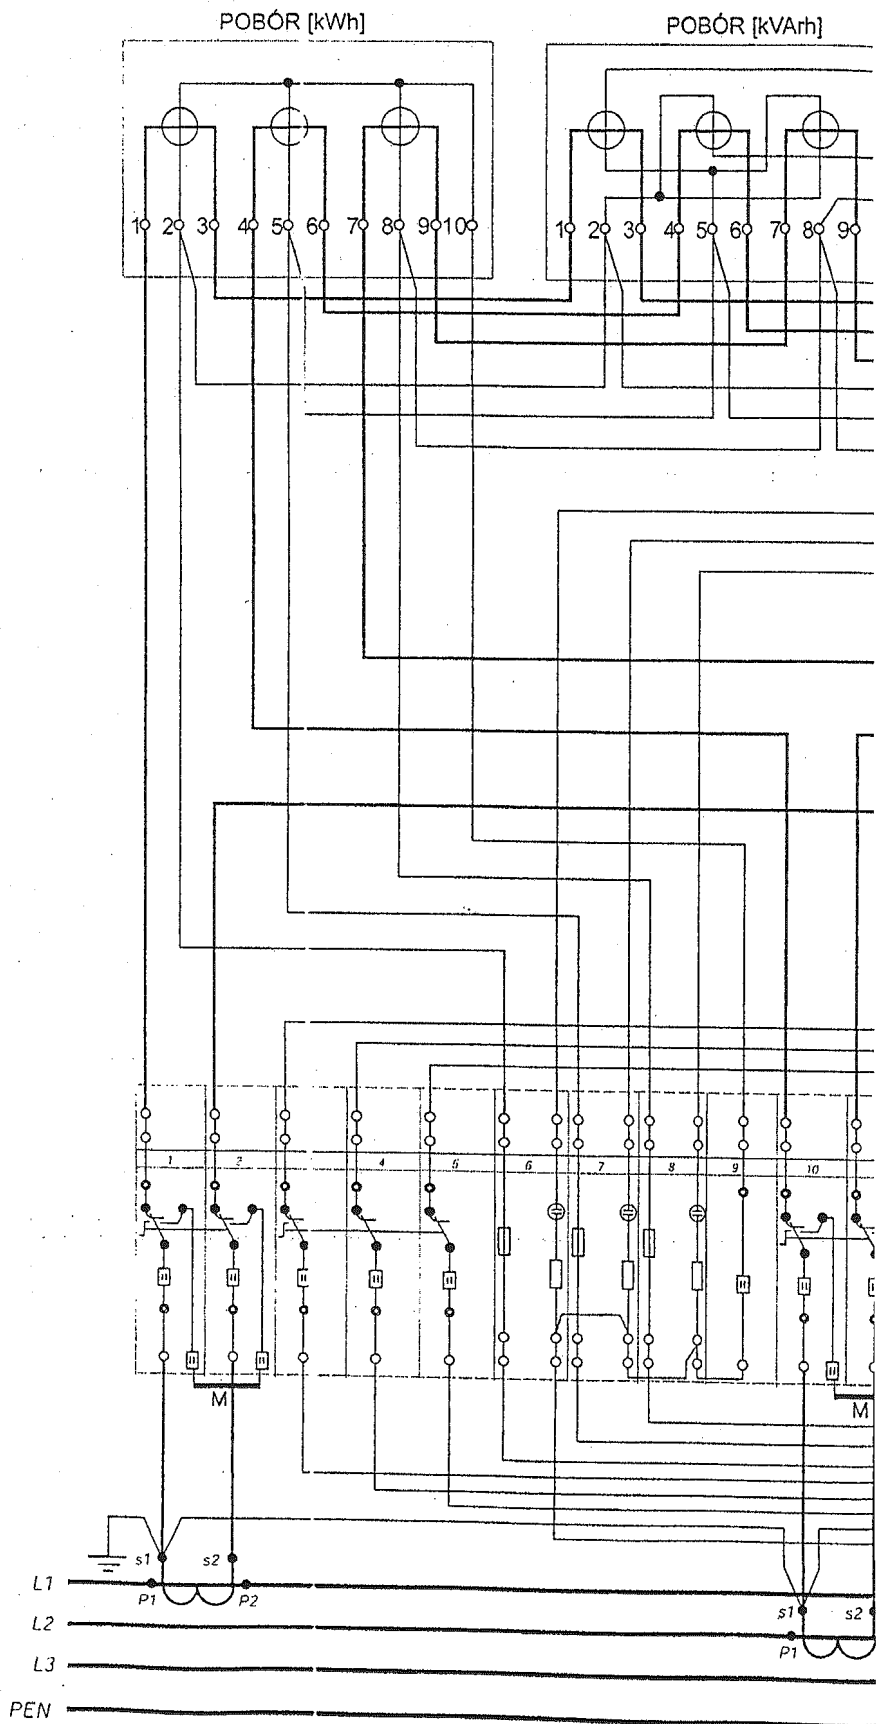 POBÓR [kWh] POBÓR [kVArh]
1 2 3 4 5 6 7 8 9 10 1 2 3 4 5 6 7 8 9
1 4 5 6 7 8 9 10
M M
s1 s2
L1 P1 P2
s1 s2
L2 P1
L3
PEN